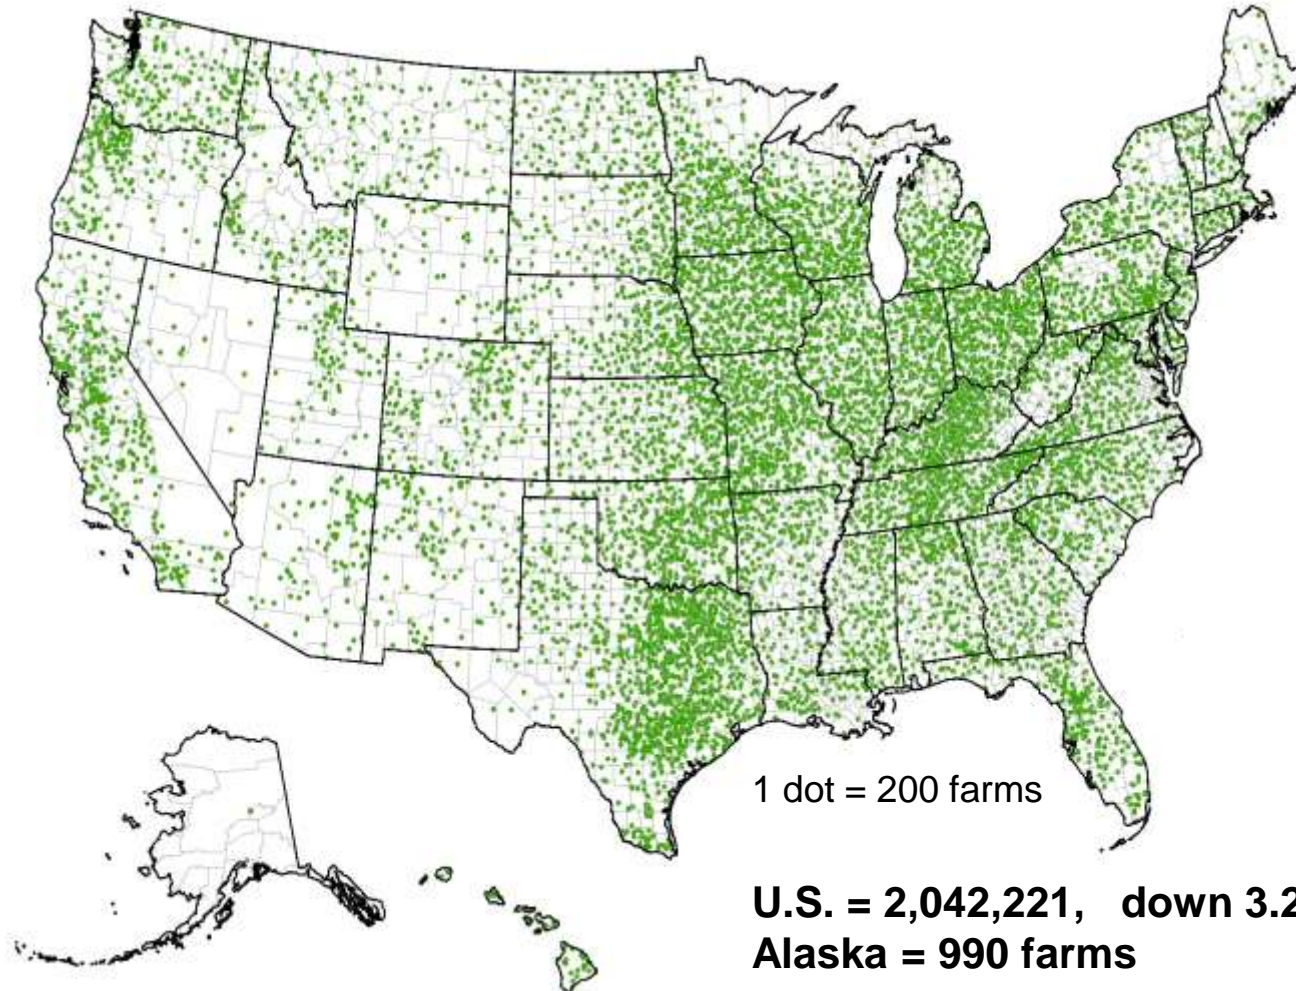 1 dot = 200 farms
U.S. = 2,042,221, down 3.2
Alaska = 990 farms